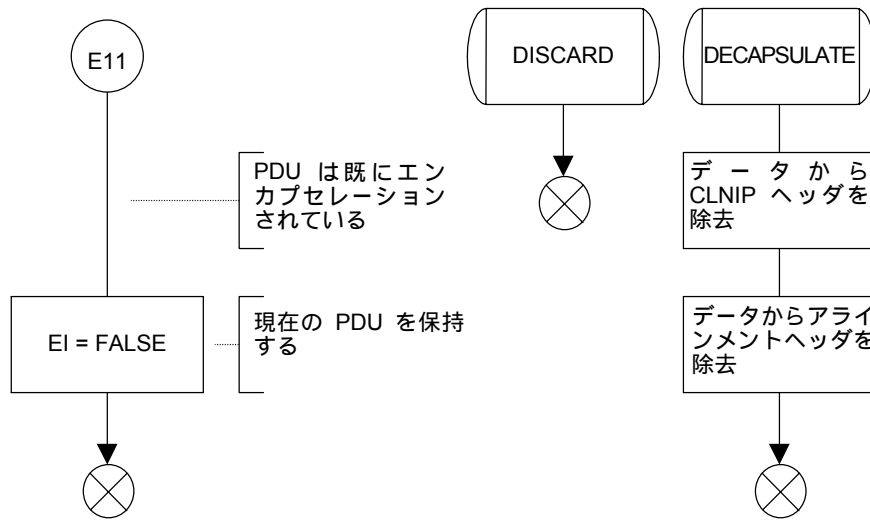 E11
PDU は既にエン
カプセレーション
されている
EI = FALSE
現在の PDU を保持
する
DISCARD
DECAPSULATE
データから
CLNIP ヘッダを
除去
データからアライ
ンメントヘッダを
除去